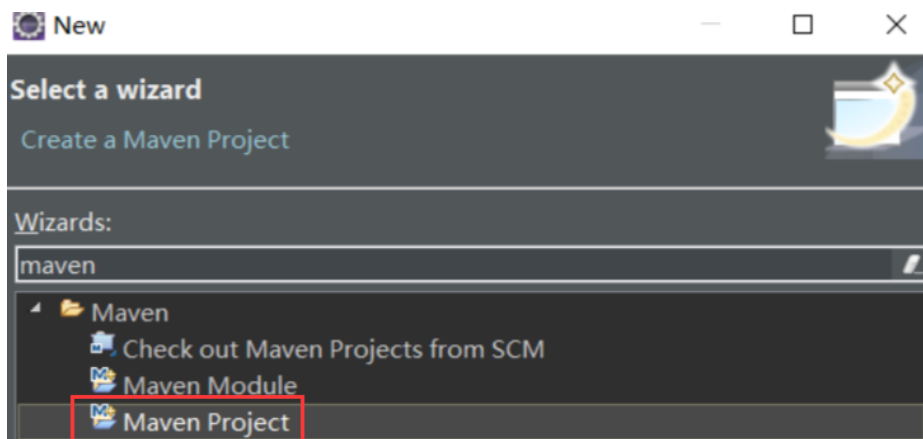 New
Select a wizard
Create a Maven Project
Wizards:
maven
Maven
Check out Maven Projects from SCM
Maven Module
Maven Project